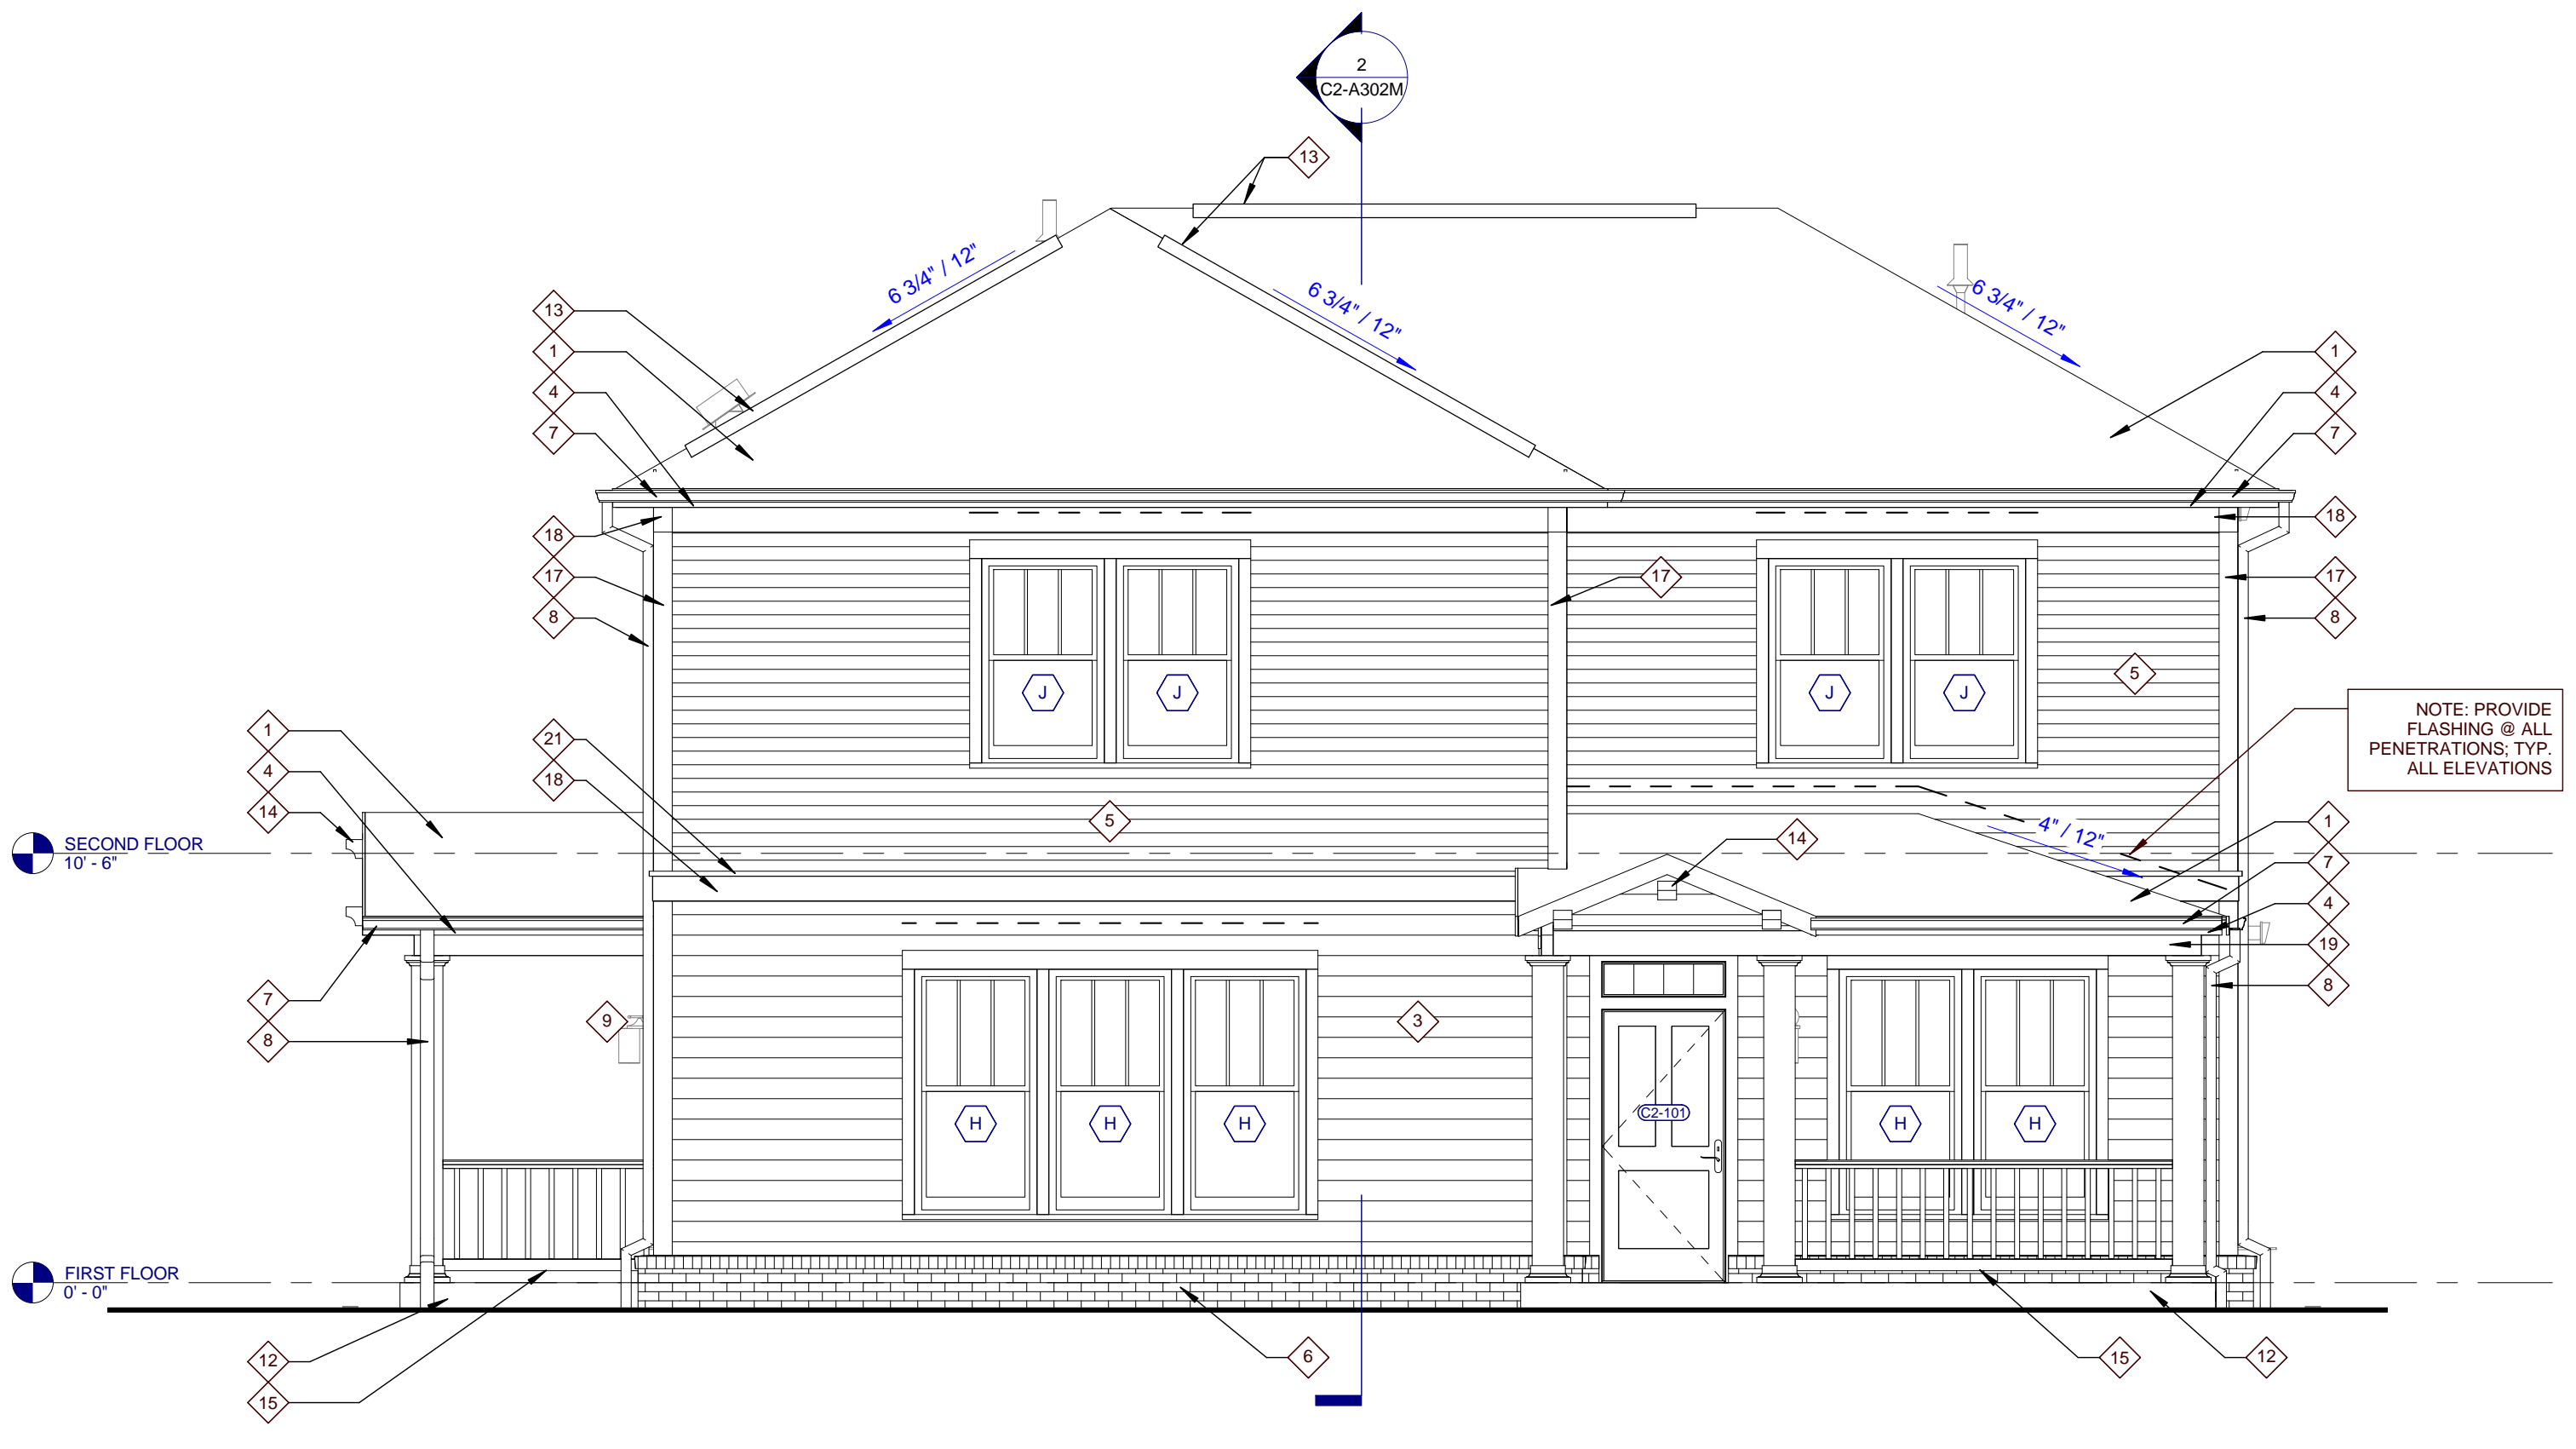 2
C2-A302M
13
6 3/4" / 12"
6 3/4" / 12"
6 3/4" / 12"
13
1
4
7
18
17
8
1
4
7
18
17
8
17
J
J
J
J
5
5
NOTE: PROVIDE
FLASHING @ ALL
PENETRATIONS; TYP.
ALL ELEVATIONS
1
4
14
21
18
SECOND FLOOR
10' - 6"
14
4" / 12"
1
7
4
19
8
7
8
9
3
H
H
H
C2-101
H
H
FIRST FLOOR
0' - 0"
12
15
6
15
12